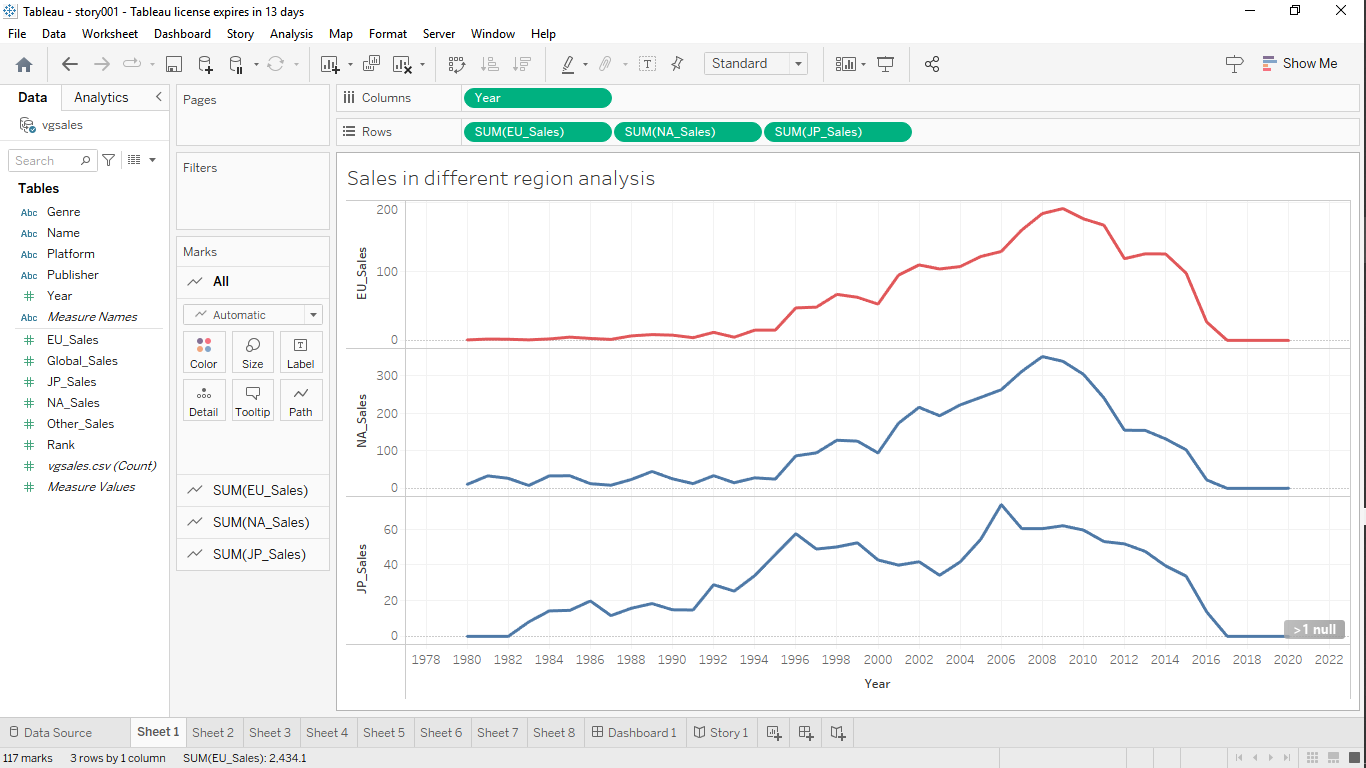 Tableau - story001 - Tableau license expires in 13 days
File Data Worksheet Dashboard Story Analysis Map Format Server Window Help
Standard
Show Me
Data Analytics
vgsales
Search
Tables
Abc Genre
Abc Name
Abc Platform
Abc Publisher
# Year
Abc Measure Names
# EU_Sales
# Global_Sales
# JP_Sales
# NA_Sales
# Other_Sales
# Rank
# vgsales.csv (Count)
# Measure Values
Pages
Filters
Marks
All
Automatic
Color Size Label
Detail Tooltip Path
SUM(EU_Sales)
SUM(NA_Sales)
SUM(JP_Sales)
Columns Year
Rows SUM(EU_Sales) SUM(NA_Sales) SUM(JP_Sales)
Sales in different region analysis
EU_Sales
200
100
0
NA_Sales
300
200
100
0
JP_Sales
60
40
20
0
>1 null
1978 1980 1982 1984 1986 1988 1990 1992 1994 1996 1998 2000 2002 2004 2006 2008 2010 2012 2014 2016 2018 2020 2022
Year
Data Source Sheet 1 Sheet 2 Sheet 3 Sheet 4 Sheet 5 Sheet 6 Sheet 7 Sheet 8 Dashboard 1 Story 1
117 marks 3 rows by 1 column SUM(EU_Sales): 2,434.1